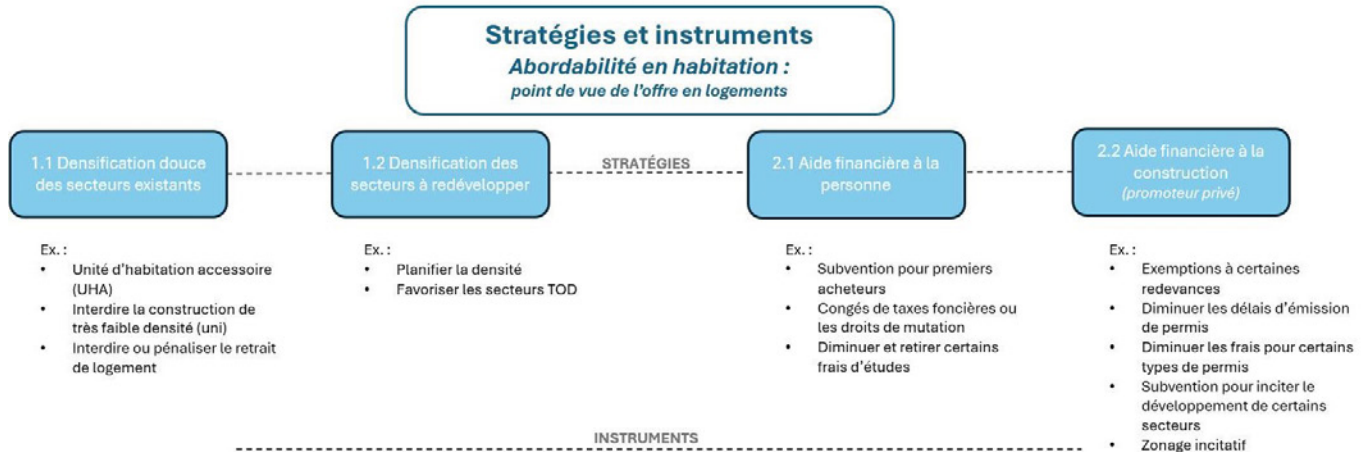 Stratégies et instruments
Abordabilité en habitation :
point de vue de l'offre en logements
1.1 Densification douce
des secteurs existants
1.2 Densification des
secteurs à redévelopper
STRATÉGIES
2.1 Aide financière à la
personne
2.2 Aide financière à la
construction
(promoteur privé)
Ex. :
• Unité d'habitation accessoire
(UHA)
• Interdire la construction de
très faible densité (uni)
• Interdire ou pénaliser le retrait
de logement
Ex. :
• Planifier la densité
• Favoriser les secteurs TOD
Ex. :
• Subvention pour premiers
acheteurs
• Congés de taxes foncières ou
les droits de mutation
• Diminuer et retirer certains
frais d'études
Ex. :
• Exemptions à certaines
redevances
• Diminuer les délais d'émission
de permis
• Diminuer les frais pour certains
types de permis
• Subvention pour inciter le
développement de certains
secteurs
• Zonage incitatif
INSTRUMENTS